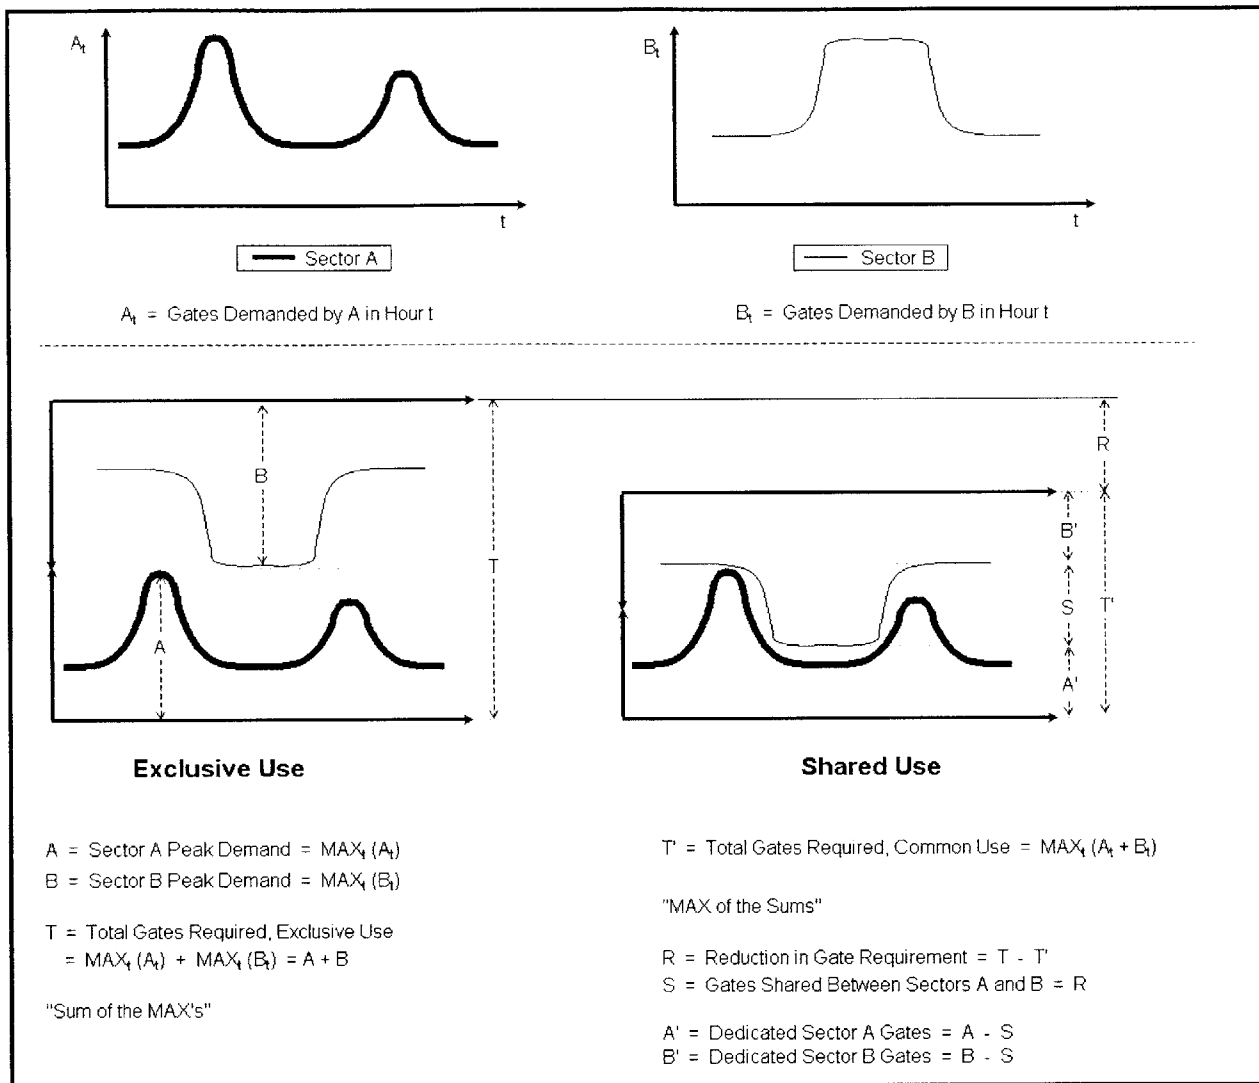 Aₜ
t
Sector A
Aₜ = Gates Demanded by A in Hour t
Bₜ
t
Sector B
Bₜ = Gates Demanded by B in Hour t
B
A
T
Exclusive Use
R
B'
S
T'
A'
Shared Use
A = Sector A Peak Demand = MAXₜ (Aₜ)
B = Sector B Peak Demand = MAXₜ (Bₜ)
T = Total Gates Required, Exclusive Use
= MAXₜ (Aₜ) + MAXₜ (Bₜ) = A + B
"Sum of the MAX's"
T' = Total Gates Required, Common Use = MAXₜ (Aₜ + Bₜ)
"MAX of the Sums"
R = Reduction in Gate Requirement = T - T'
S = Gates Shared Between Sectors A and B = R
A' = Dedicated Sector A Gates = A - S
B' = Dedicated Sector B Gates = B - S